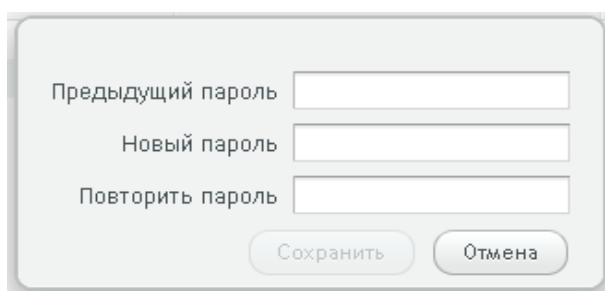 Предыдущий пароль
Новый пароль
Повторить пароль
Сохранить Отмена